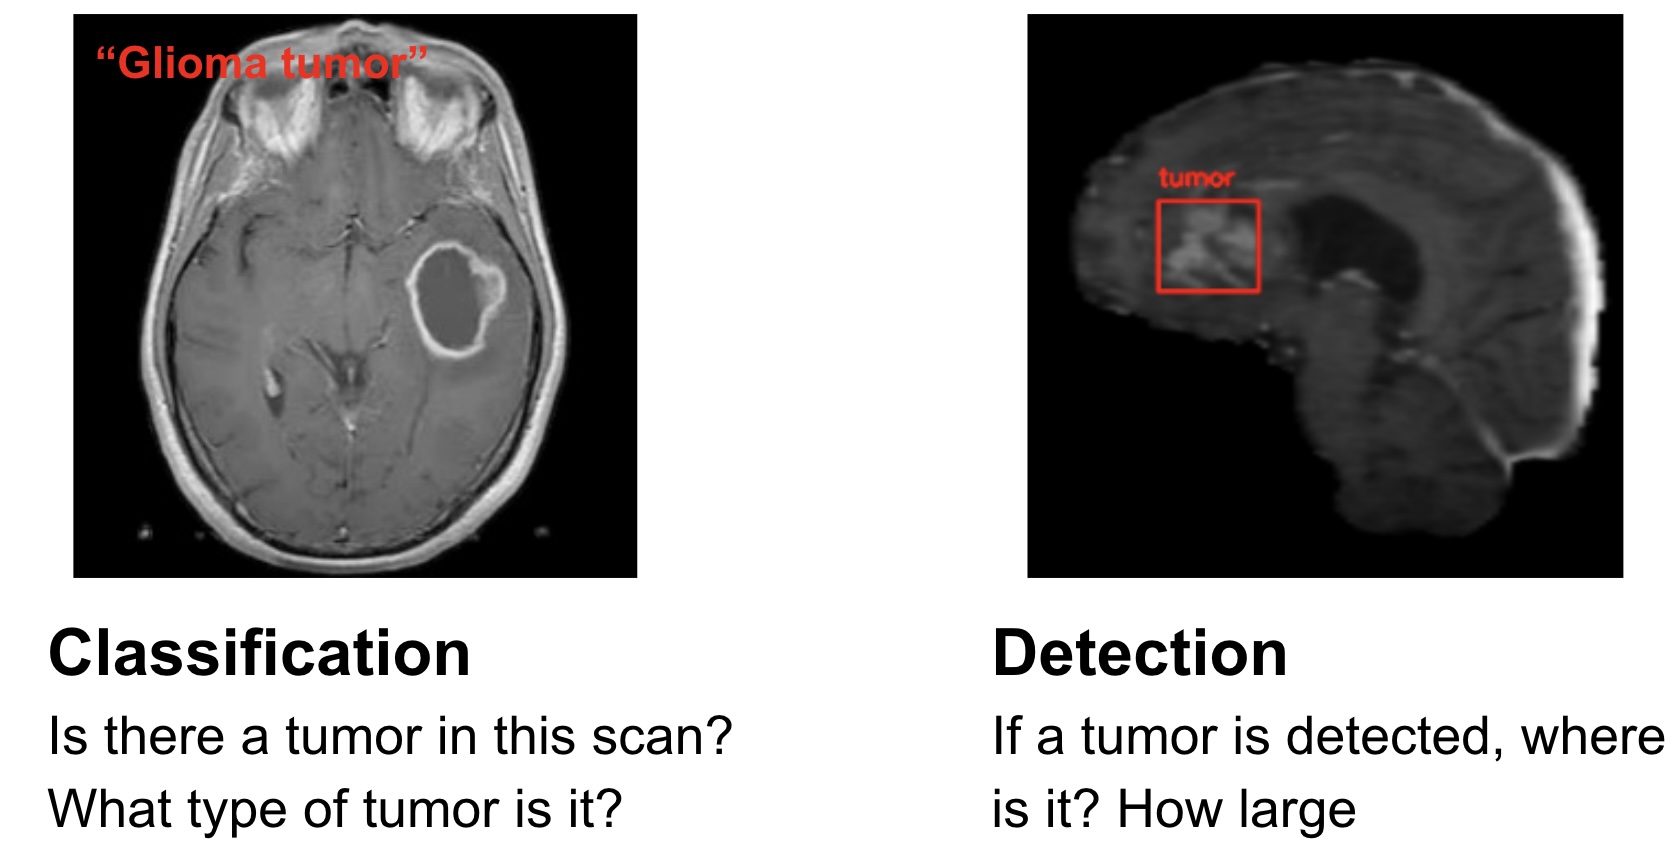 “Glioma tumor”
tumor
Classification
Is there a tumor in this scan?
What type of tumor is it?
Detection
If a tumor is detected, where
is it? How large